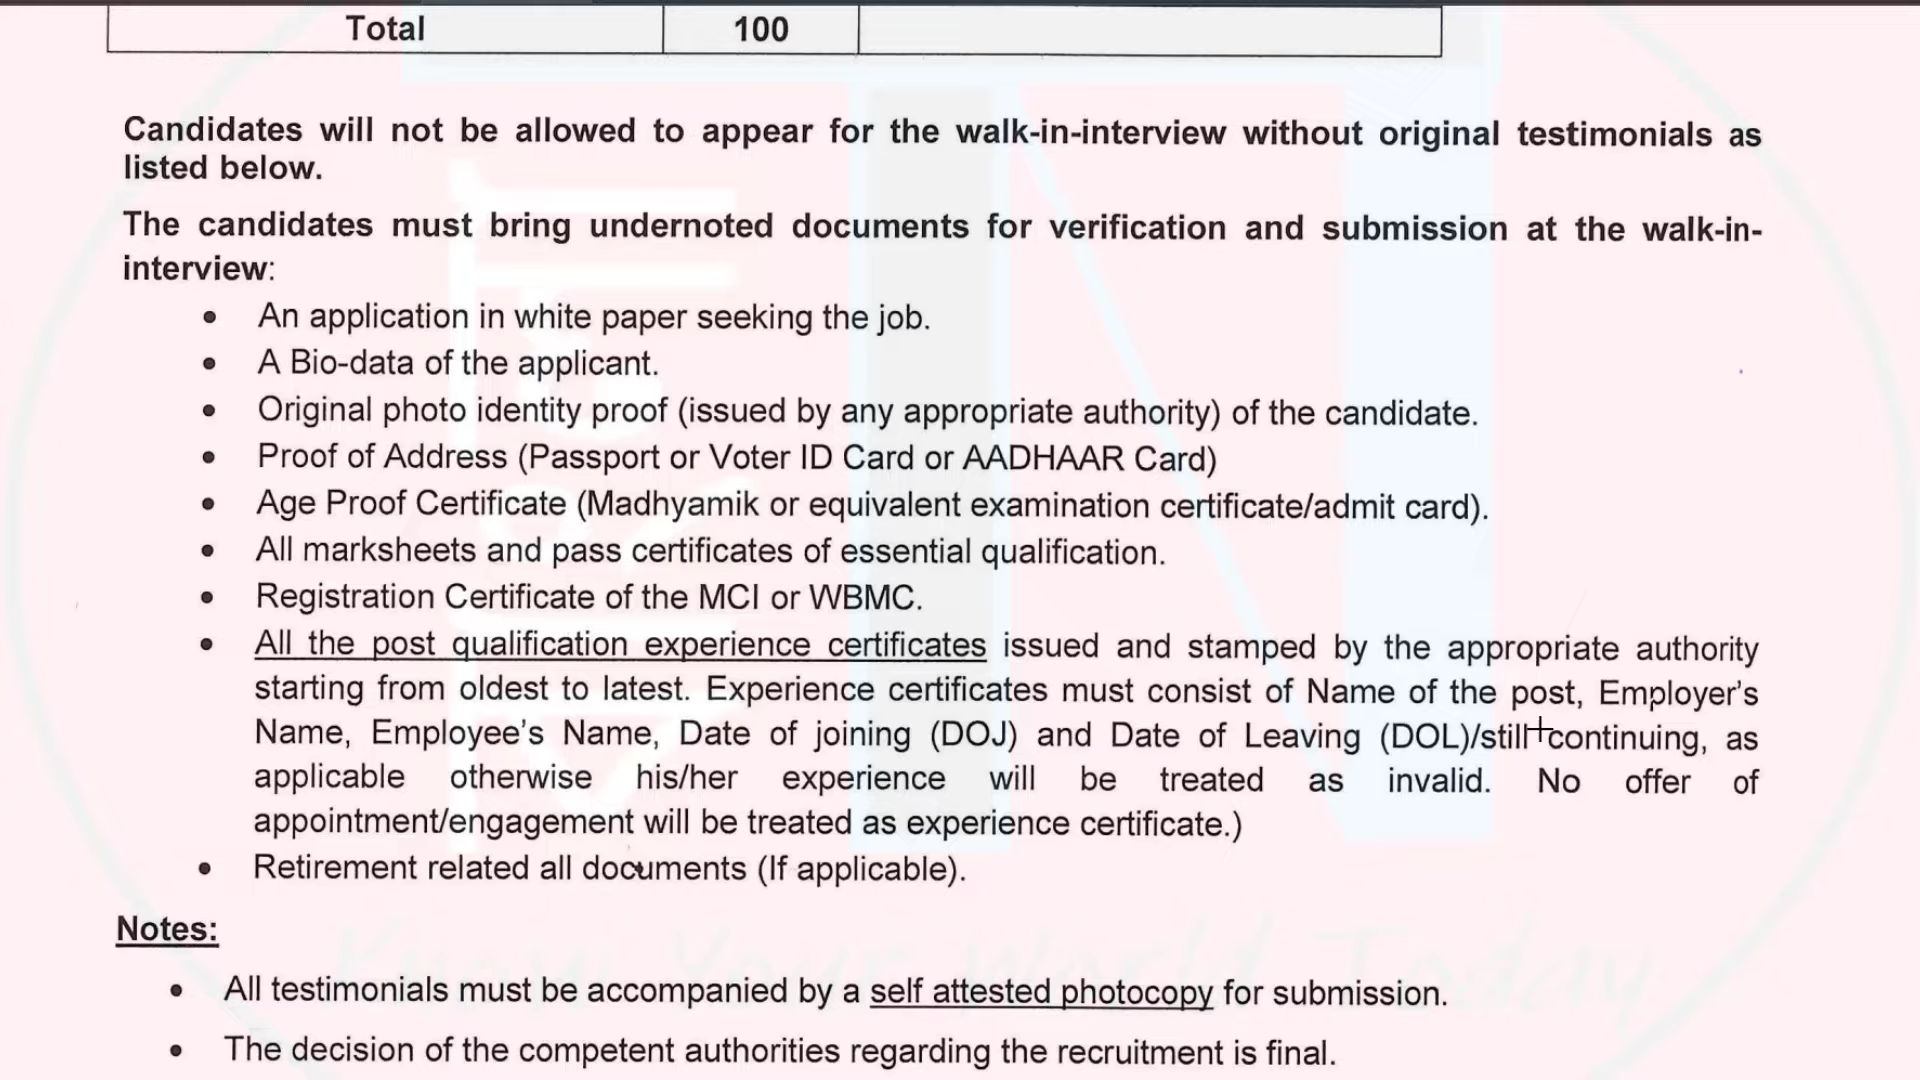 Total 100
Candidates will not be allowed to appear for the walk-in-interview without original testimonials as
listed below.
The candidates must bring undernoted documents for verification and submission at the walk-in-
interview:
• An application in white paper seeking the job.
• A Bio-data of the applicant.
• Original photo identity proof (issued by any appropriate authority) of the candidate.
• Proof of Address (Passport or Voter ID Card or AADHAAR Card)
• Age Proof Certificate (Madhyamik or equivalent examination certificate/admit card).
• All marksheets and pass certificates of essential qualification.
• Registration Certificate of the MCI or WBMC.
• All the post qualification experience certificates issued and stamped by the appropriate authority
starting from oldest to latest. Experience certificates must consist of Name of the post, Employer's
Name, Employee's Name, Date of joining (DOJ) and Date of Leaving (DOL)/still continuing, as
applicable otherwise his/her experience will be treated as invalid. No offer of
appointment/engagement will be treated as experience certificate.)
• Retirement related all documents (If applicable).
Notes:
Know Your World Today
• All testimonials must be accompanied by a self attested photocopy for submission.
• The decision of the competent authorities regarding the recruitment is final.